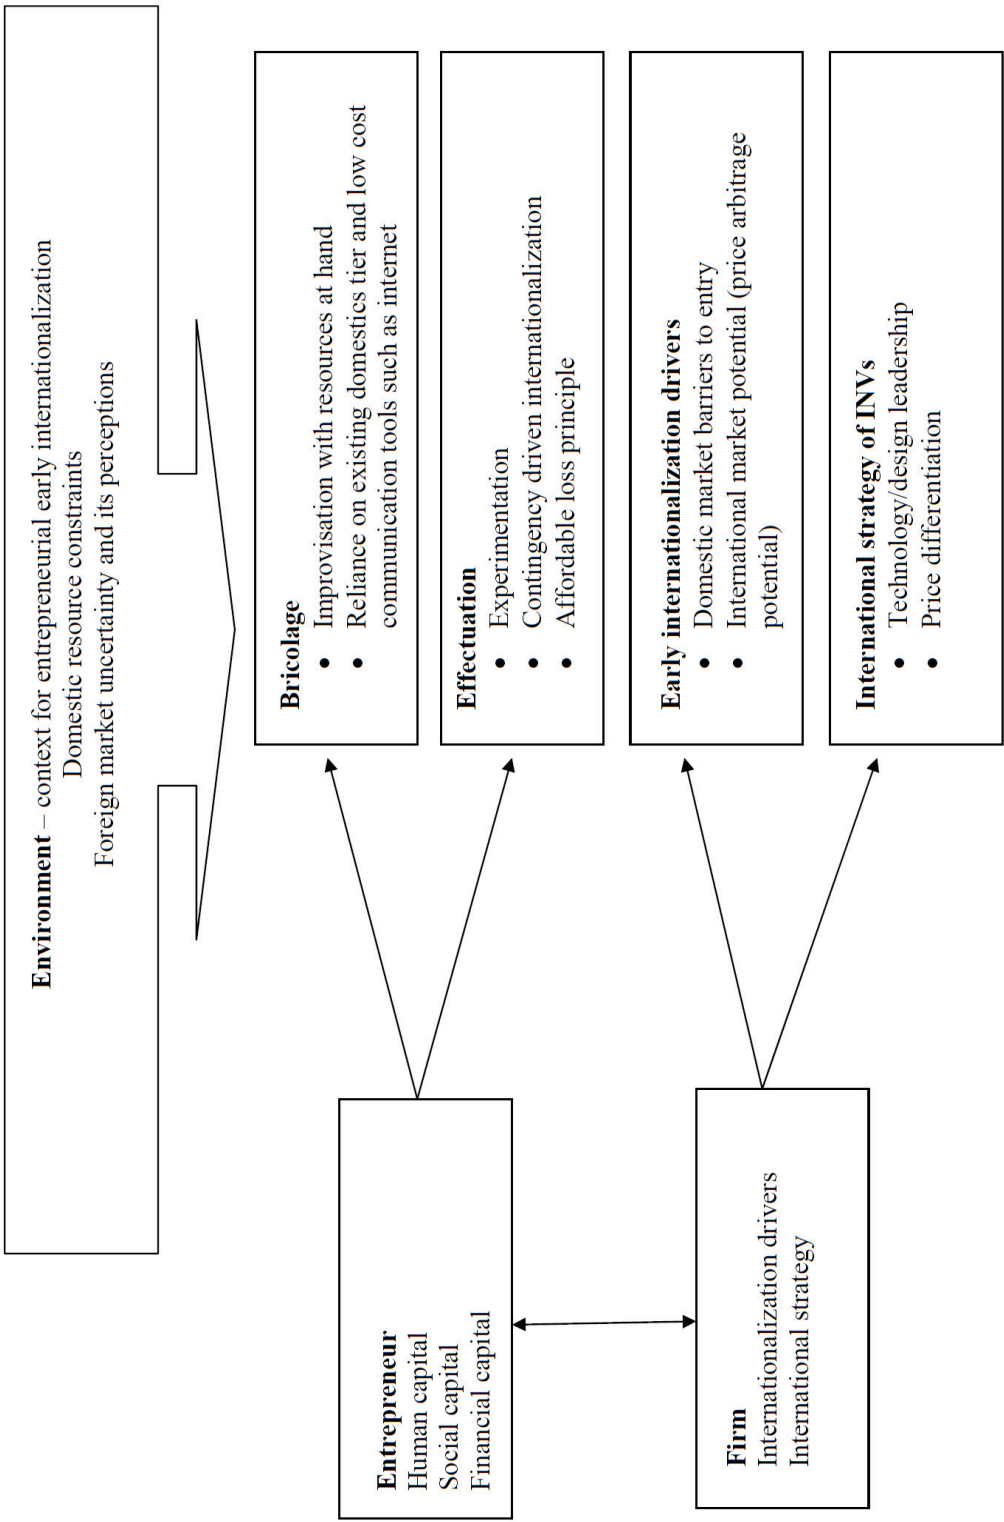 Environment – context for entrepreneurial early internationalization
Domestic resource constraints
Foreign market uncertainty and its perceptions
Entrepreneur
Human capital
Social capital
Financial capital
Firm
Internationalization drivers
International strategy
Bricolage
• Improvisation with resources at hand
• Reliance on existing domestics tier and low cost
communication tools such as internet
Effectuation
• Experimentation
• Contingency driven internationalization
• Affordable loss principle
Early internationalization drivers
• Domestic market barriers to entry
• International market potential (price arbitrage
potential)
International strategy of INVs
• Technology/design leadership
• Price differentiation